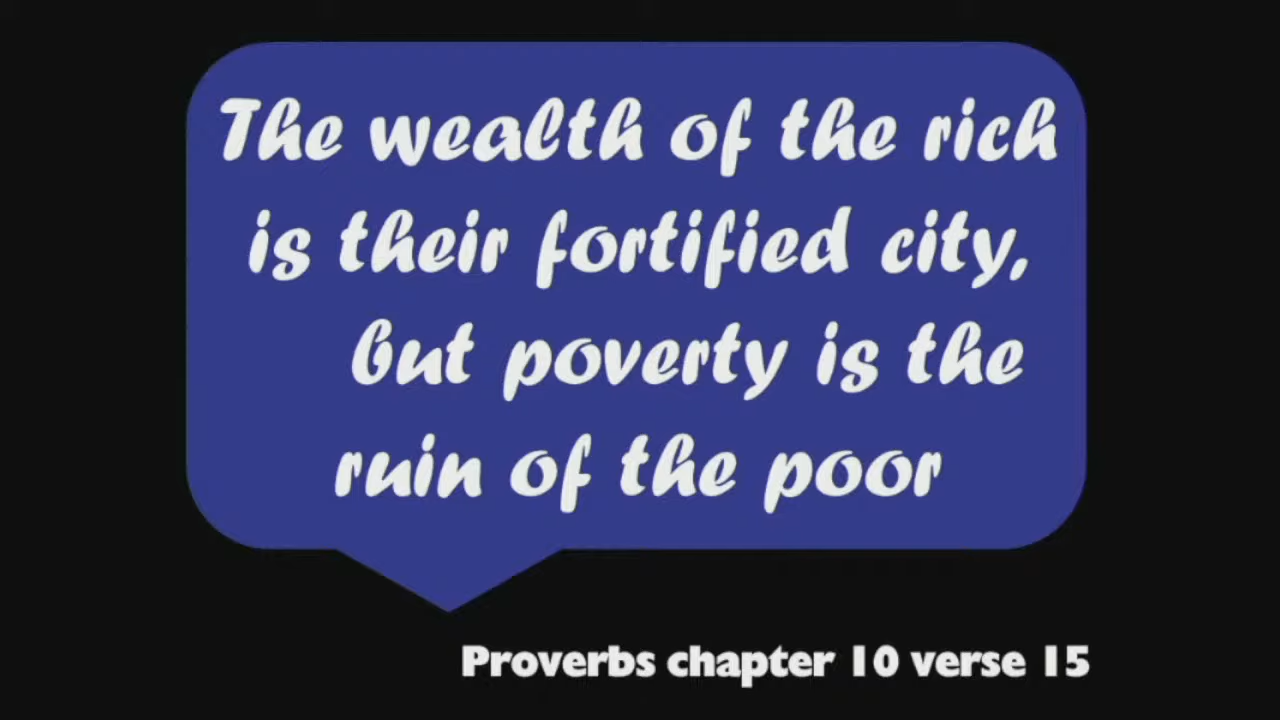 The wealth of the rich
is their fortified city,
but poverty is the
ruin of the poor
Proverbs chapter 10 verse 15